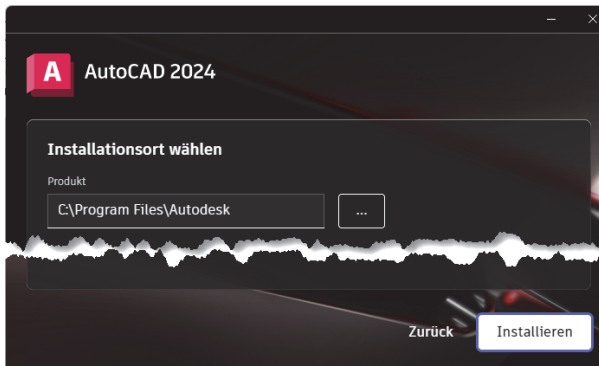 A AutoCAD 2024
Installationsort wählen
Produkt
C:\Program Files\Autodesk ...
Zurück Installieren